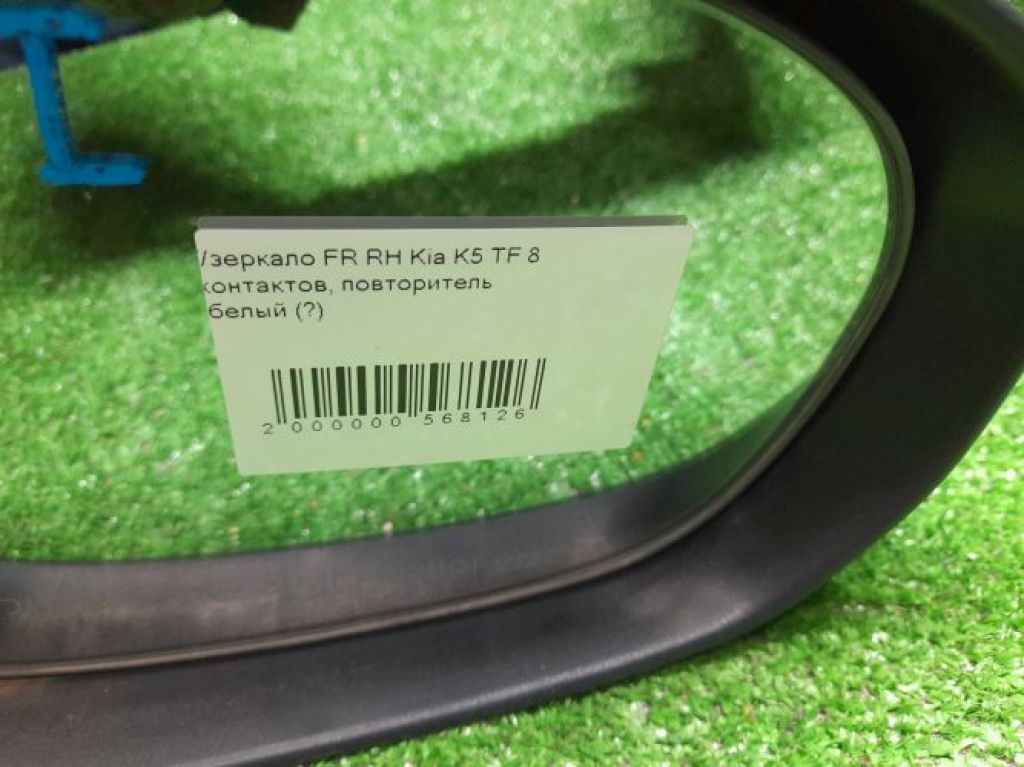 /зеркало FR RH Kia K5 TF 8
контактов, повторитель
белый (?)
2 000000 568126